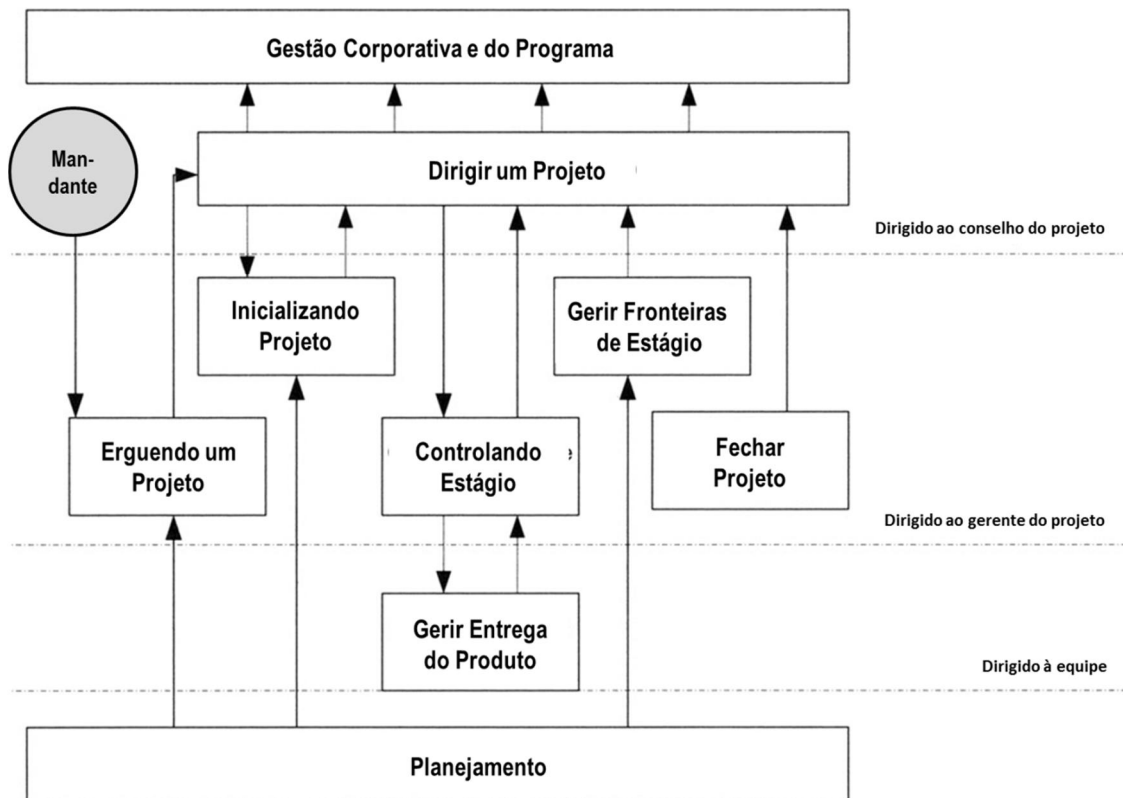 Gestão Corporativa e do Programa
Man-
dante
Dirigir um Projeto
Dirigido ao conselho do projeto
Inicializando
Projeto
Gerir Fronteiras
de Estágio
Erguendo um
Projeto
Controlando
Estágio
Fechar
Projeto
Dirigido ao gerente do projeto
Gerir Entrega
do Produto
Dirigido à equipe
Planejamento